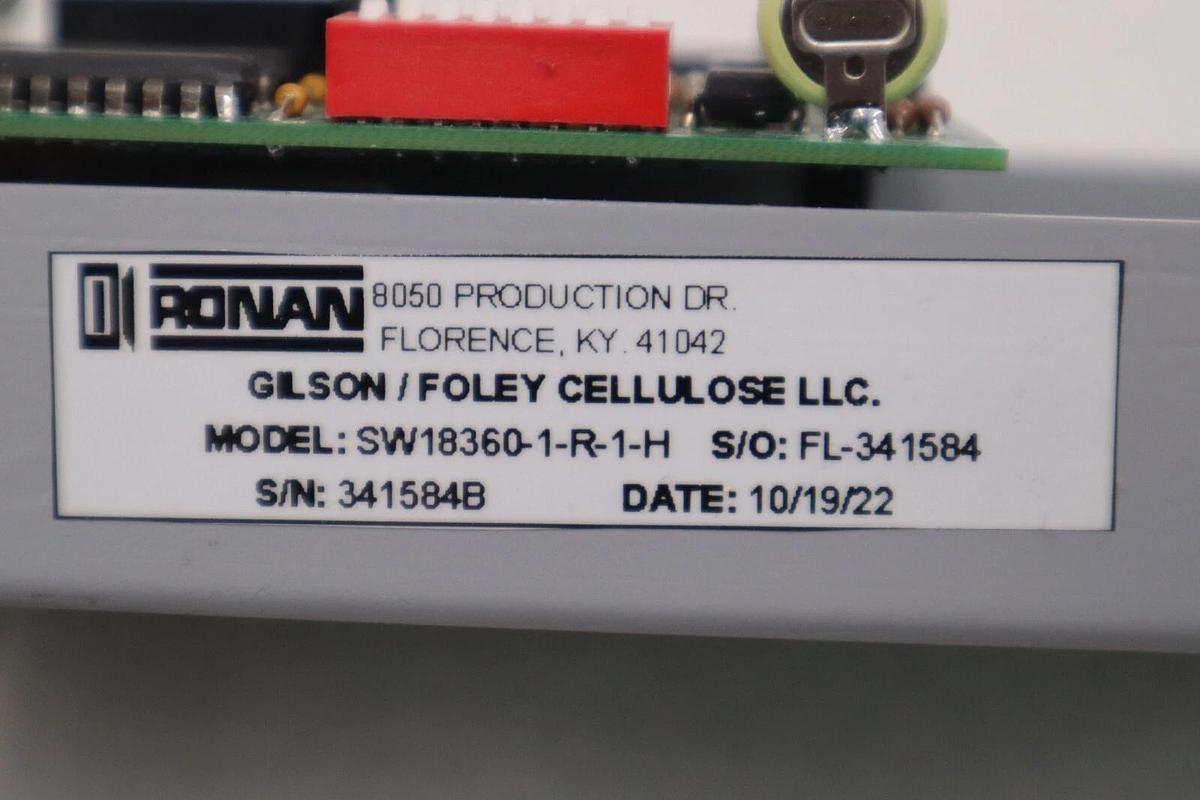 RONAN 8050 PRODUCTION DR.
FLORENCE, KY. 41042
GILSON / FOLEY CELLULOSE LLC.
MODEL: SW18360-1-R-1-H S/O: FL-341584
S/N: 341584B DATE: 10/19/22